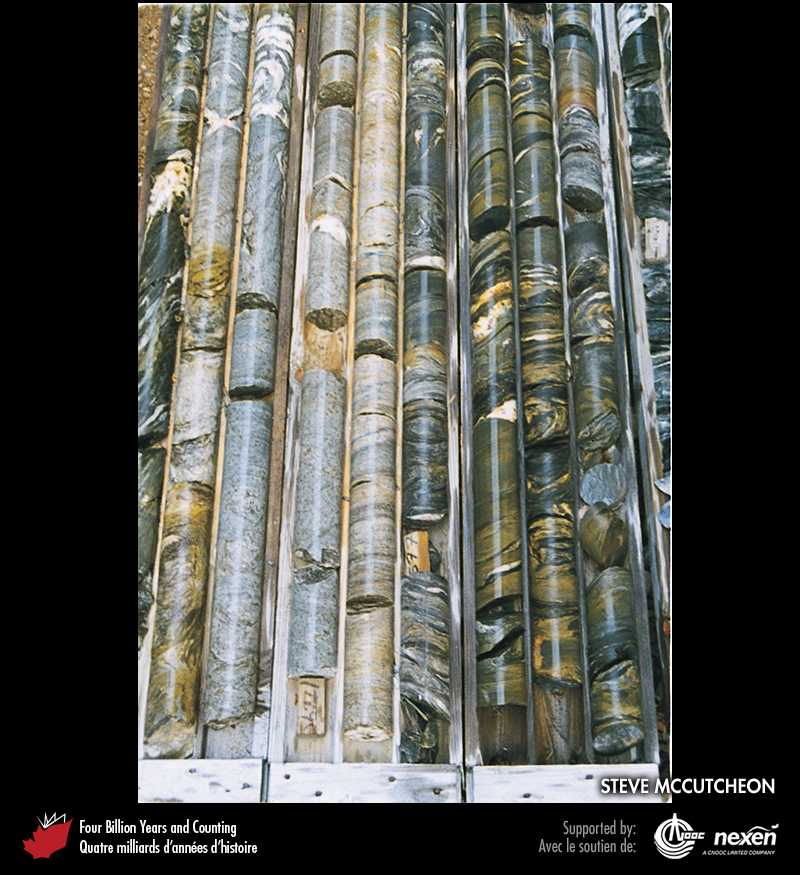 STEVE MCCUTCHEON
Four Billion Years and Counting
Quatre milliards d'années d'histoire
Supported by:
Avec le soutien de:
CNOOC
nexen
A CNOOC LIMITED COMPANY